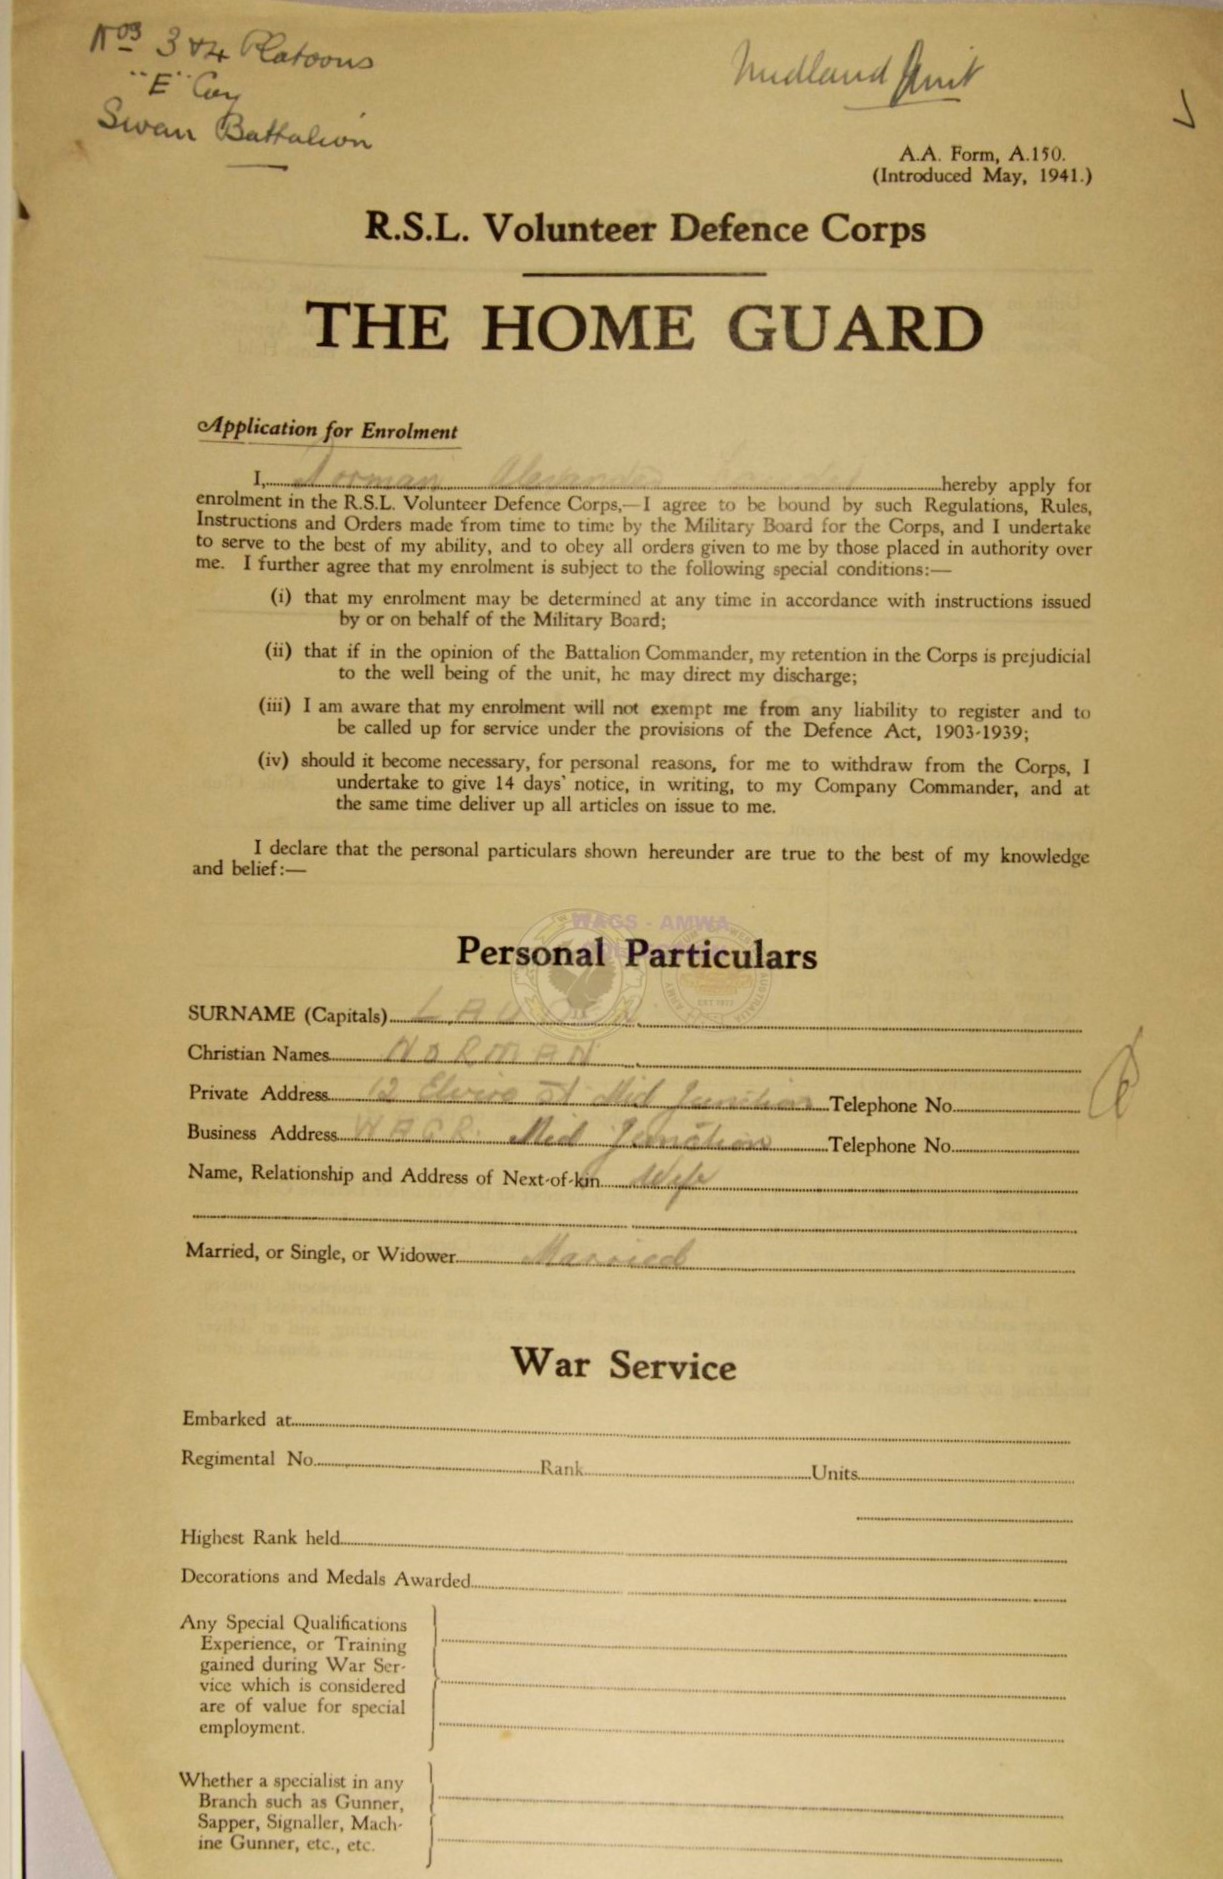 Nos 3 & 4 Platoons
"E" Coy
Swan Battalion
Midland Unit
A.A. Form, A.150.
(Introduced May, 1941.)
R.S.L. Volunteer Defence Corps
THE HOME GUARD
Application for Enrolment
I, Norman Alexander hereby apply for
enrolment in the R.S.L. Volunteer Defence Corps,—I agree to be bound by such Regulations, Rules,
Instructions and Orders made from time to time by the Military Board for the Corps, and I undertake
to serve to the best of my ability, and to obey all orders given to me by those placed in authority over
me. I further agree that my enrolment is subject to the following special conditions:—
(i) that my enrolment may be determined at any time in accordance with instructions issued
by or on behalf of the Military Board;
(ii) that if in the opinion of the Battalion Commander, my retention in the Corps is prejudicial
to the well being of the unit, he may direct my discharge;
(iii) I am aware that my enrolment will not exempt me from any liability to register and to
be called up for service under the provisions of the Defence Act, 1903-1939;
(iv) should it become necessary, for personal reasons, for me to withdraw from the Corps, I
undertake to give 14 days' notice, in writing, to my Company Commander, and at
the same time deliver up all articles on issue to me.
I declare that the personal particulars shown hereunder are true to the best of my knowledge
and belief:—
WAGS - AMWA
Personal Particulars
SURNAME (Capitals)
Christian Names NORMAN
Private Address 12 Elvire St Mid Junction Telephone No.
Business Address W.A.G.R. Mid Junction Telephone No.
Name, Relationship and Address of Next-of-kin Wife
Married, or Single, or Widower Married
War Service
Embarked at
Regimental No. Rank Units
Highest Rank held
Decorations and Medals Awarded
Any Special Qualifications
Experience, or Training
gained during War Ser-
vice which is considered
are of value for special
employment.
Whether a specialist in any
Branch such as Gunner,
Sapper, Signaller, Mach-
ine Gunner, etc., etc.